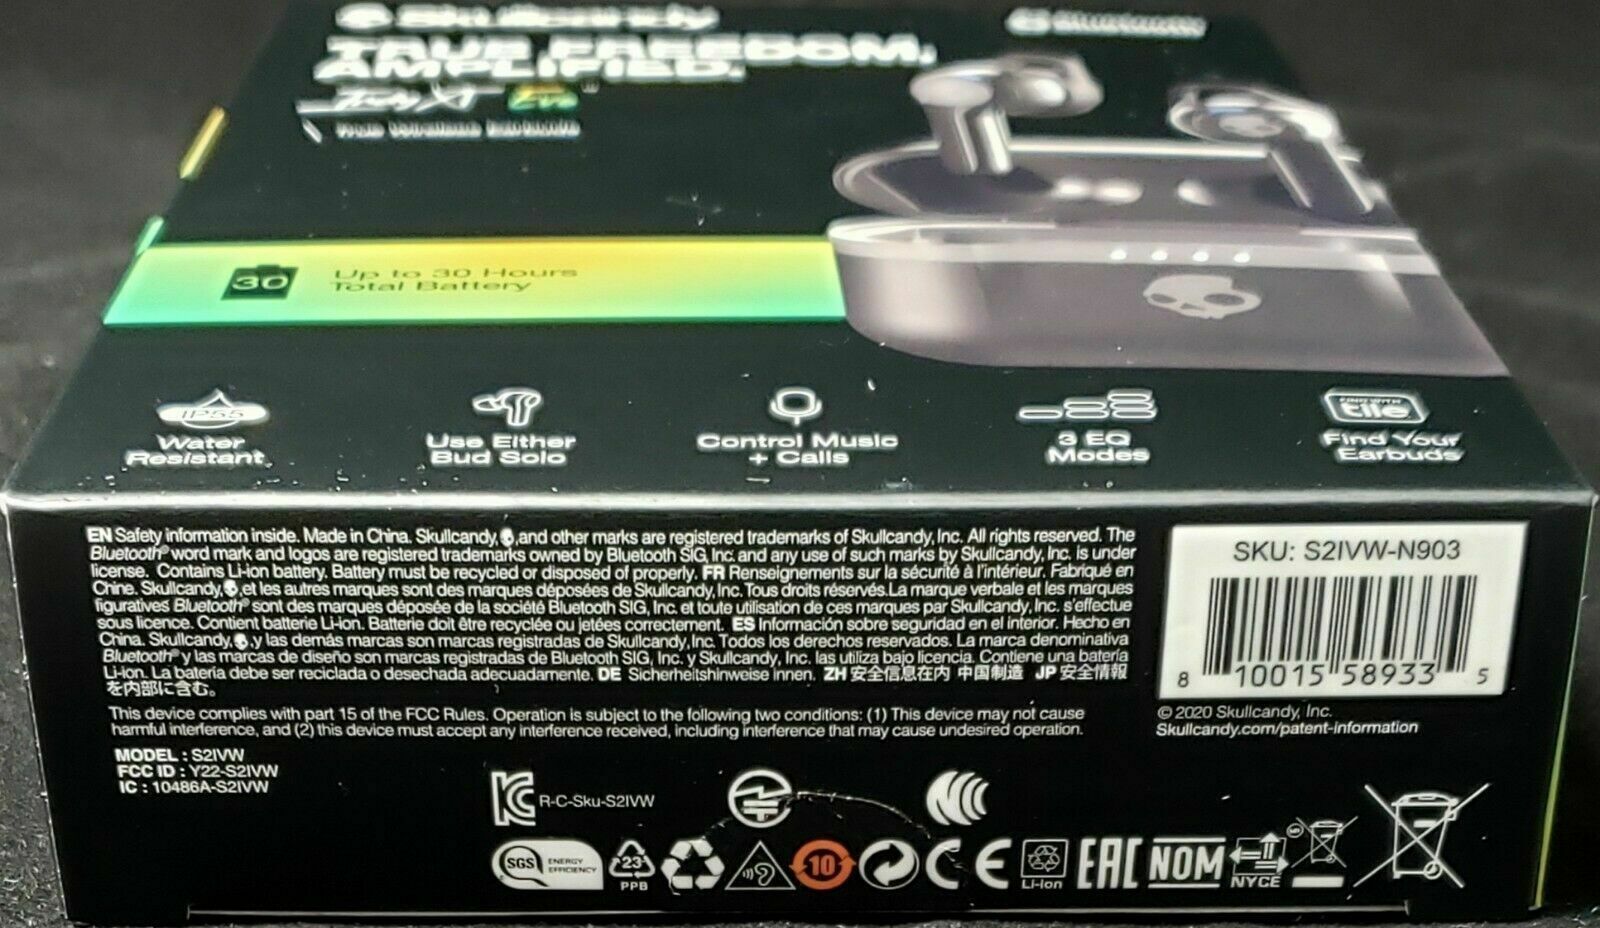 Skullcandy
Bluetooth
TRUE FREEDOM.
AMPLIFIED.
Indy XT Evo™
True Wireless Earbuds
30 Up to 30 Hours
Total Battery
IP55
Water
Resistant
Use Either
Bud Solo
Control Music
+ Calls
3 EQ
Modes
FIND WITH
tile
Find Your
Earbuds
EN Safety information inside. Made in China. Skullcandy, ,and other marks are registered trademarks of Skullcandy, Inc. All rights reserved. The
Bluetooth® word mark and logos are registered trademarks owned by Bluetooth SIG, Inc. and any use of such marks by Skullcandy, Inc. is under
license. Contains Li-ion battery. Battery must be recycled or disposed of properly. FR Renseignements sur la sécurité à l'intérieur. Fabriqué en
Chine. Skullcandy, ,et les autres marques sont des marques déposées de Skullcandy, Inc. Tous droits réservés.La marque verbale et les marques
figuratives Bluetooth® sont des marques déposée de la société Bluetooth SIG, Inc. et toute utilisation de ces marques par Skullcandy, Inc. s'effectue
sous licence. Contient batterie Li-Ion. Batterie doit être recyclée ou jetées correctement. ES Información sobre seguridad en el interior. Hecho en
China. Skullcandy, ,y las demás marcas son marcas registradas de Skullcandy, Inc. Todos los derechos reservados. La marca denominativa
Bluetooth® y las marcas de diseño son marcas registradas de Bluetooth SIG, Inc. y Skullcandy, Inc. las utiliza bajo licencia. Contiene una batería
Li-ion. La batería debe ser reciclada o desechada adecuadamente. DE Sicherheitshinweise Innen. ZH 安全信息在内 中国制造 JP 安全情報
を内部に含む。
This device complies with part 15 of the FCC Rules. Operation is subject to the following two conditions: (1) This device may not cause
harmful interference, and (2) this device must accept any interference received, including interference that may cause undesired operation.
MODEL : S2IVW
FCC ID : Y22-S2IVW
IC : 10486A-S2IVW
SKU: S2IVW-N903
8 10015 58933 5
© 2020 Skullcandy, Inc.
Skullcandy.com/patent-information
R-C-Sku-S2IVW
SGS ENERGY
EFFICIENCY
23
PPB
10
CE
Li-ion
EAC
NOM
NYCE